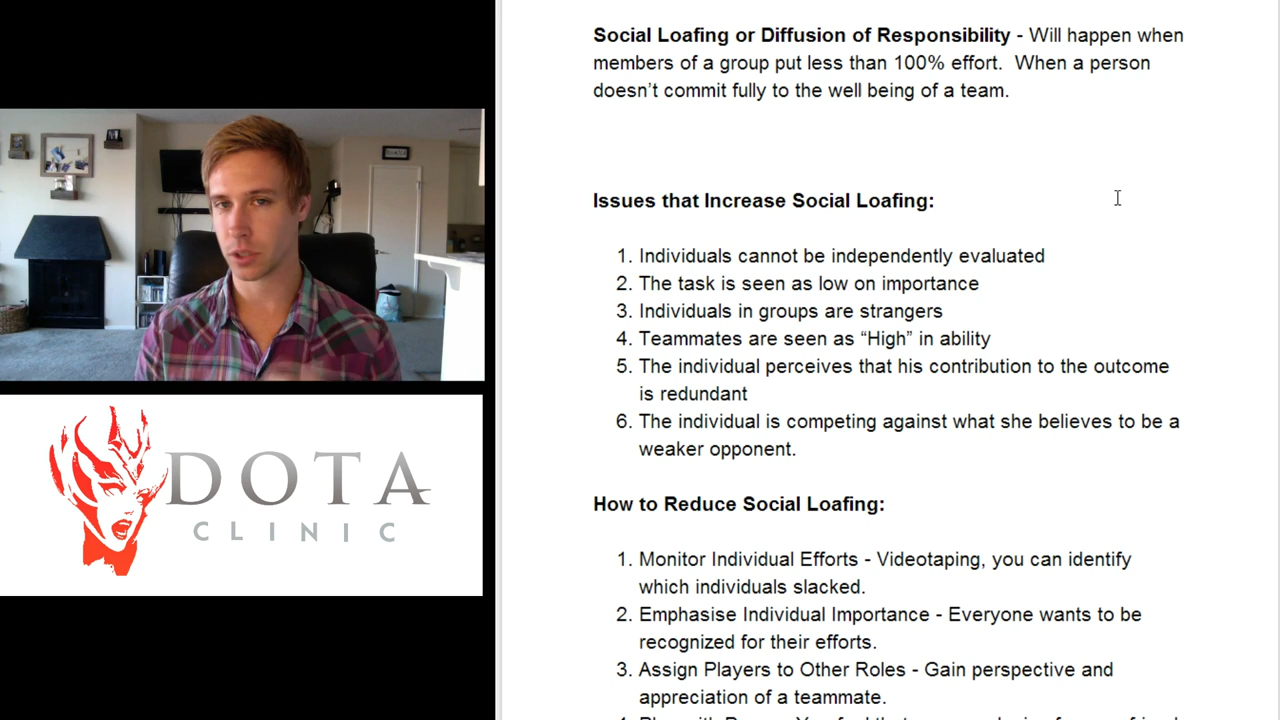 Social Loafing or Diffusion of Responsibility - Will happen when
members of a group put less than 100% effort.  When a person
doesn’t commit fully to the well being of a team.
Issues that Increase Social Loafing:
1. Individuals cannot be independently evaluated
2. The task is seen as low on importance
3. Individuals in groups are strangers
4. Teammates are seen as “High” in ability
5. The individual perceives that his contribution to the outcome
is redundant
6. The individual is competing against what she believes to be a
weaker opponent.
How to Reduce Social Loafing:
1. Monitor Individual Efforts - Videotaping, you can identify
which individuals slacked.
2. Emphasise Individual Importance - Everyone wants to be
recognized for their efforts.
3. Assign Players to Other Roles - Gain perspective and
appreciation of a teammate.
DOTA
CLINIC